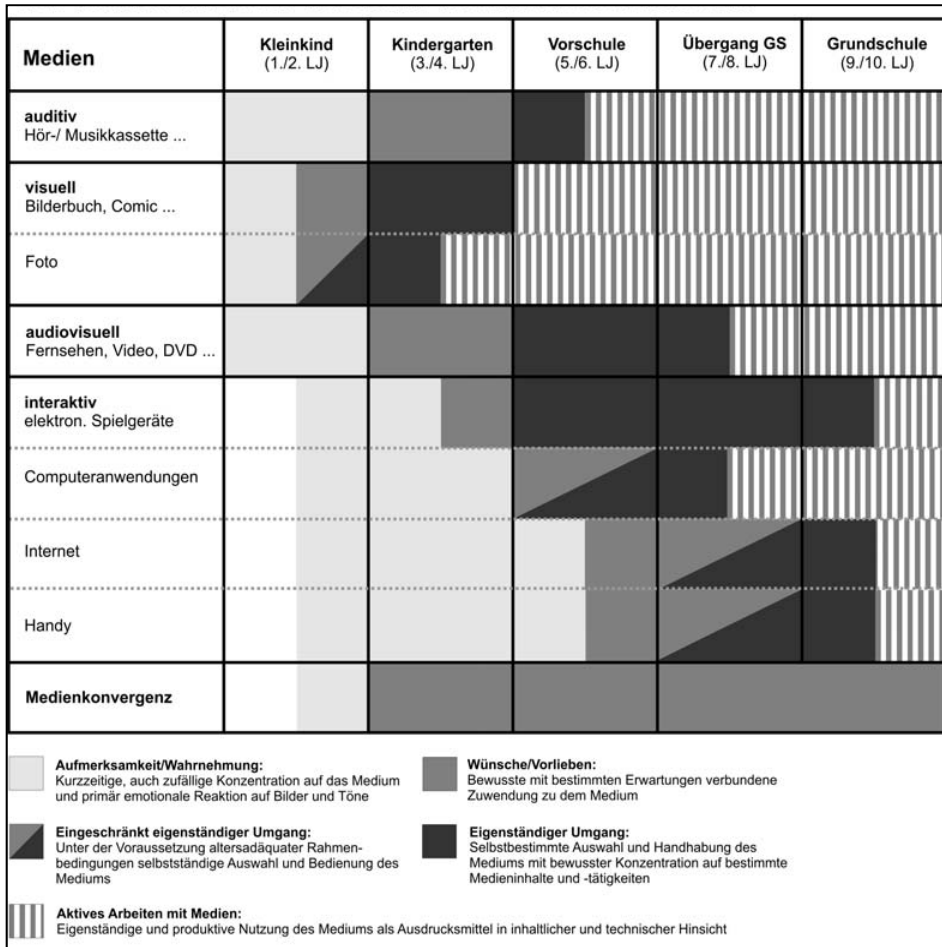 Medien
Kleinkind
(1./2. LJ)
Kindergarten
(3./4. LJ)
Vorschule
(5./6. LJ)
Übergang GS
(7./8. LJ)
Grundschule
(9./10. LJ)
auditiv
Hör-/ Musikkassette ...
visuell
Bilderbuch, Comic ...
Foto
audiovisuell
Fernsehen, Video, DVD ...
interaktiv
elektron. Spielgeräte
Computeranwendungen
Internet
Handy
Medienkonvergenz
Aufmerksamkeit/Wahrnehmung:
Kurzzeitige, auch zufällige Konzentration auf das Medium
und primär emotionale Reaktion auf Bilder und Töne
Wünsche/Vorlieben:
Bewusste mit bestimmten Erwartungen verbundene
Zuwendung zu dem Medium
Eingeschränkt eigenständiger Umgang:
Unter der Voraussetzung altersadäquater Rahmen-
bedingungen selbstständige Auswahl und Bedienung des
Mediums
Eigenständiger Umgang:
Selbstbestimmte Auswahl und Handhabung des
Mediums mit bewusster Konzentration auf bestimmte
Medieninhalte und -tätigkeiten
Aktives Arbeiten mit Medien:
Eigenständige und produktive Nutzung des Mediums als Ausdrucksmittel in inhaltlicher und technischer Hinsicht